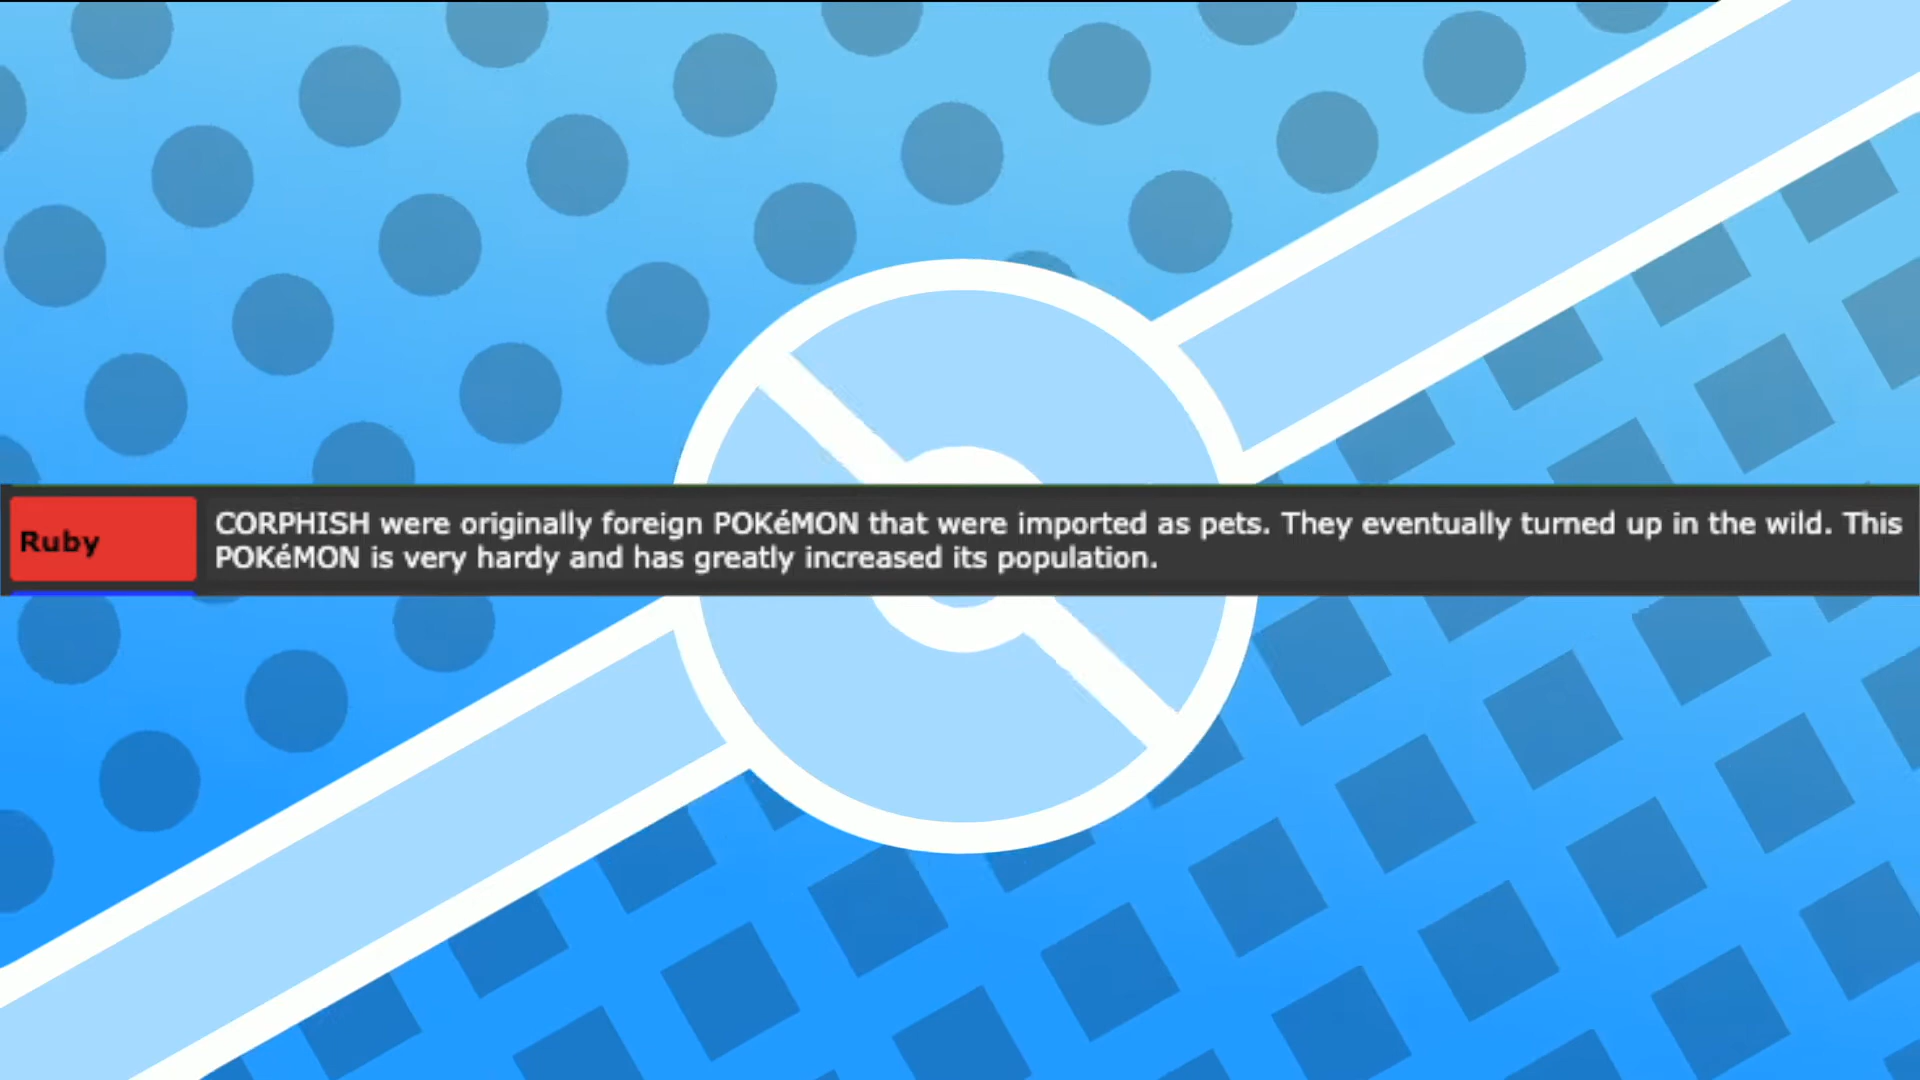 Ruby
CORPHISH were originally foreign POKéMON that were imported as pets. They eventually turned up in the wild. This
POKéMON is very hardy and has greatly increased its population.